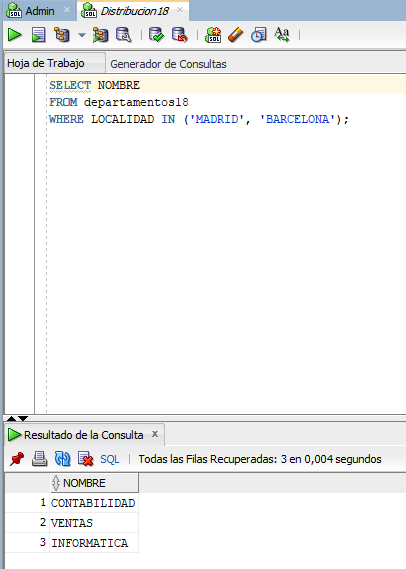 Admin
Distribucion18
Hoja de Trabajo
Generador de Consultas
SELECT NOMBRE
FROM departamentos18
WHERE LOCALIDAD IN ('MADRID', 'BARCELONA');
Resultado de la Consulta
SQL
Todas las Filas Recuperadas: 3 en 0,004 segundos
NOMBRE
1 CONTABILIDAD
2 VENTAS
3 INFORMATICA